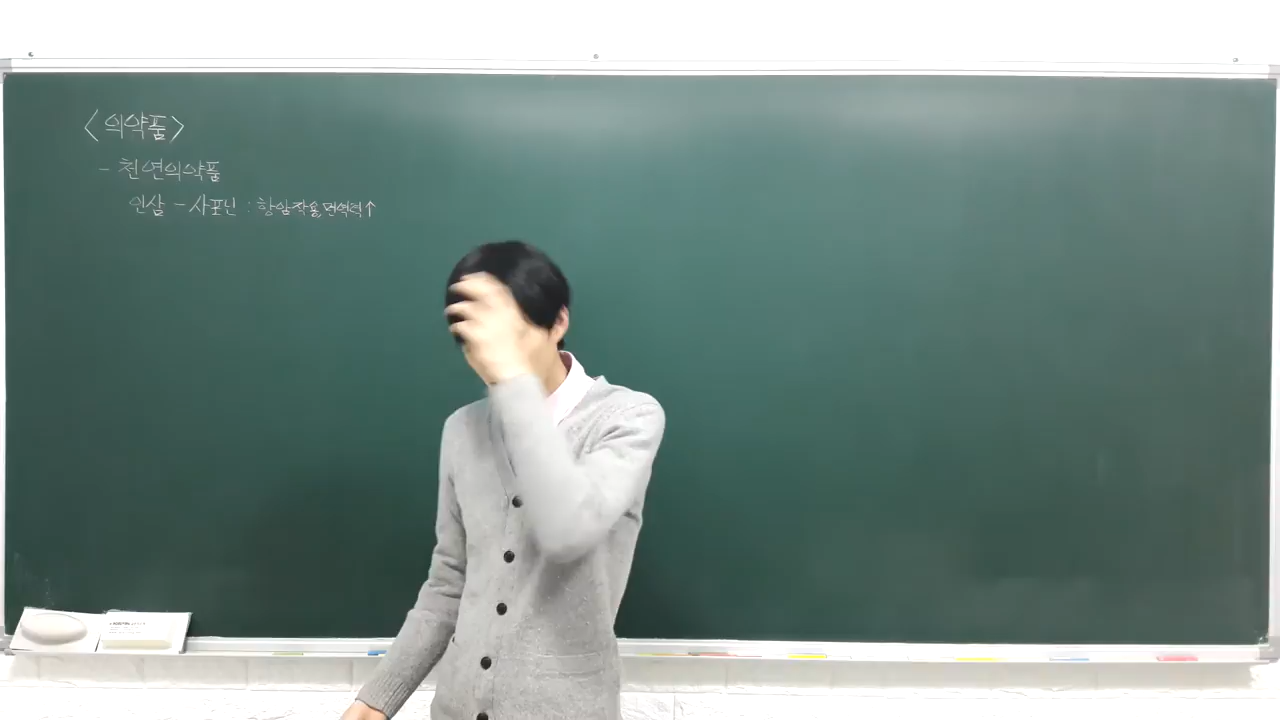 <의약품>
- 천연의약품
인삼 - 사포닌 : 항암작용, 면역력↑